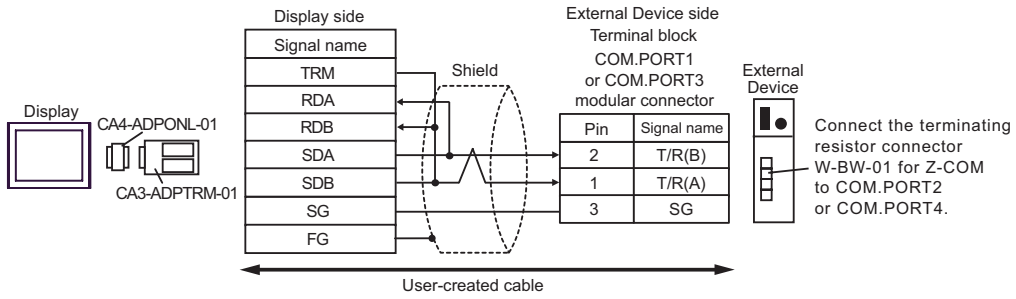 Display side
Signal name
TRM
RDA
RDB
SDA
SDB
SG
FG
Shield
External Device side
Terminal block
COM.PORT1
or COM.PORT3
modular connector
Pin Signal name
2 T/R(B)
1 T/R(A)
3 SG
Display
CA4-ADPONL-01
CA3-ADPTRM-01
External
Device
Connect the terminating
resistor connector
W-BW-01 for Z-COM
to COM.PORT2
or COM.PORT4.
User-created cable